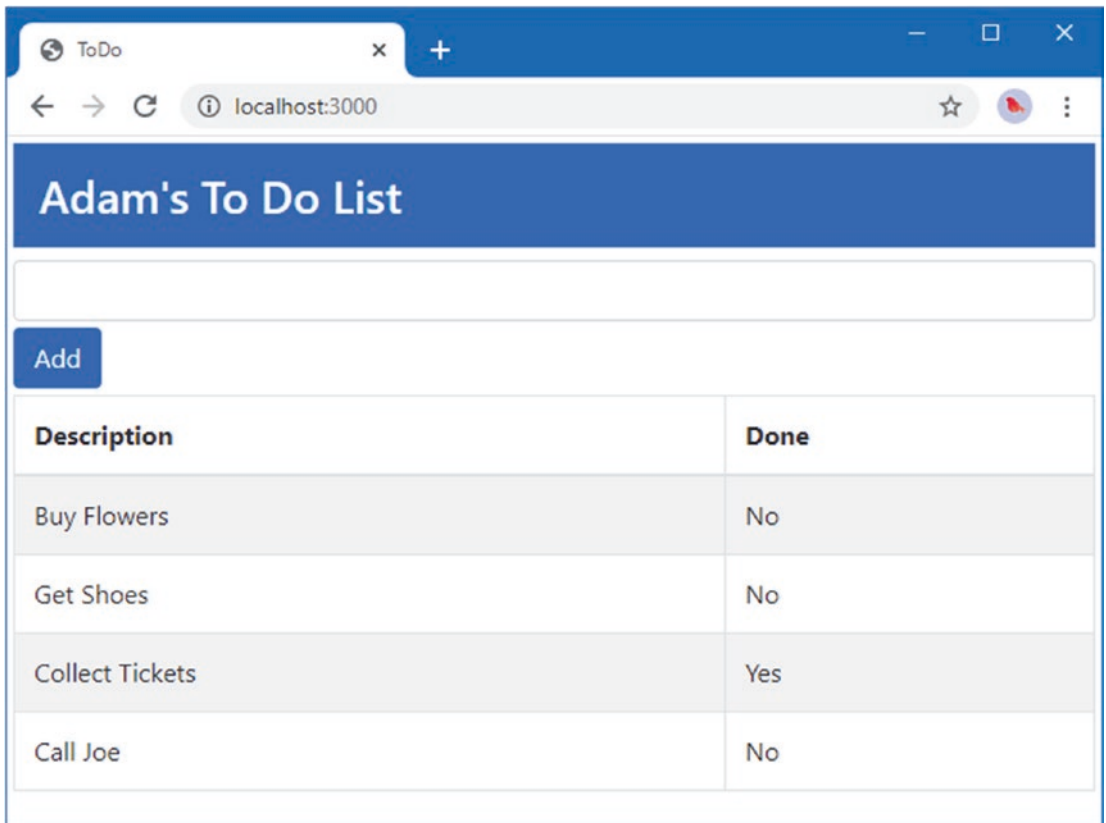 ToDo
localhost:3000
Adam's To Do List
Add
Description Done
Buy Flowers No
Get Shoes No
Collect Tickets Yes
Call Joe No